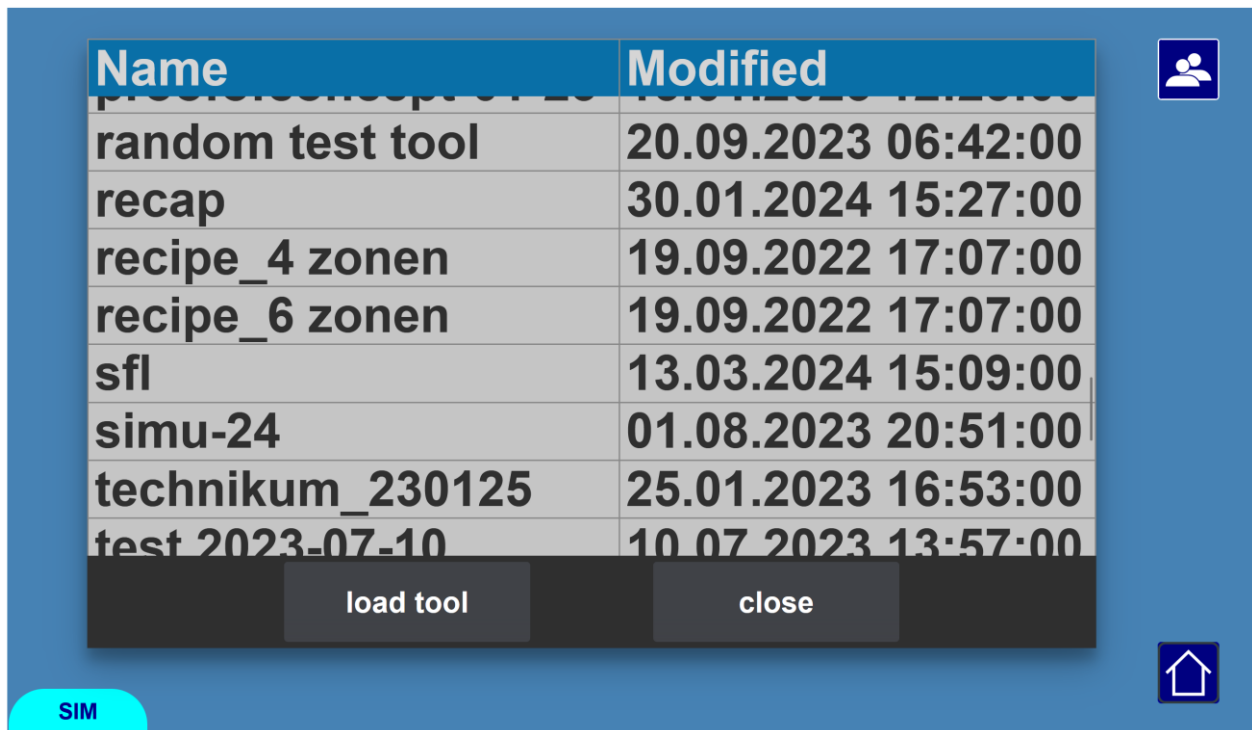 Name Modified
random test tool 20.09.2023 06:42:00
recap 30.01.2024 15:27:00
recipe_4 zonen 19.09.2022 17:07:00
recipe_6 zonen 19.09.2022 17:07:00
sfl 13.03.2024 15:09:00
simu-24 01.08.2023 20:51:00
technikum_230125 25.01.2023 16:53:00
test 2023-07-10 10.07.2023 13:57:00
load tool close
SIM